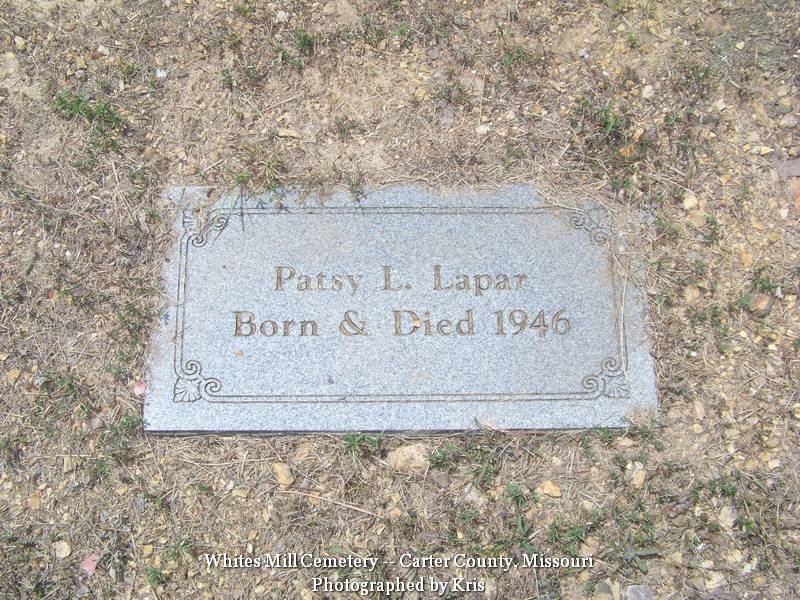 Patsy L. Lapar
Born & Died 1946
Whites Mill Cemetery -- Carter County, Missouri
Photographed by Kris